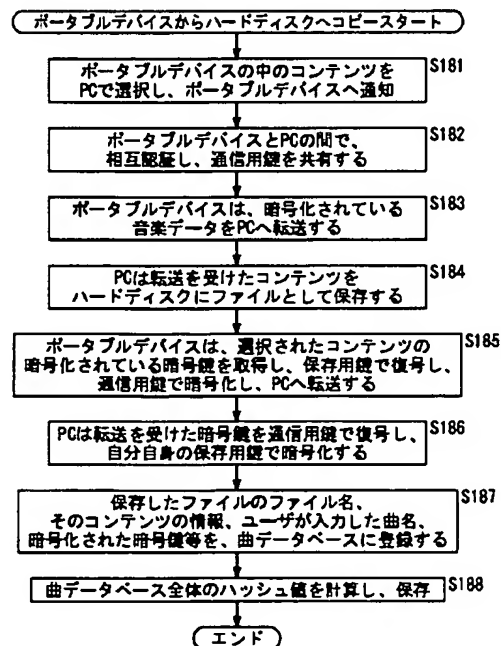 ポータブルデバイスからハードディスクへコピースタート
S181
ポータブルデバイスの中のコンテンツを
PCで選択し、ポータブルデバイスへ通知
S182
ポータブルデバイスとPCの間で、
相互認証し、通信用鍵を共有する
S183
ポータブルデバイスは、暗号化されている
音楽データをPCへ転送する
S184
PCは転送を受けたコンテンツを
ハードディスクにファイルとして保存する
S185
ポータブルデバイスは、選択されたコンテンツの
暗号化されている暗号鍵を取得し、保存用鍵で復号し、
通信用鍵で暗号化し、PCへ転送する
S186
PCは転送を受けた暗号鍵を通信用鍵で復号し、
自分自身の保存用鍵で暗号化する
S187
保存したファイルのファイル名、
そのコンテンツの情報、ユーザが入力した曲名、
暗号化された暗号鍵等を、曲データベースに登録する
S188
曲データベース全体のハッシュ値を計算し、保存
エンド